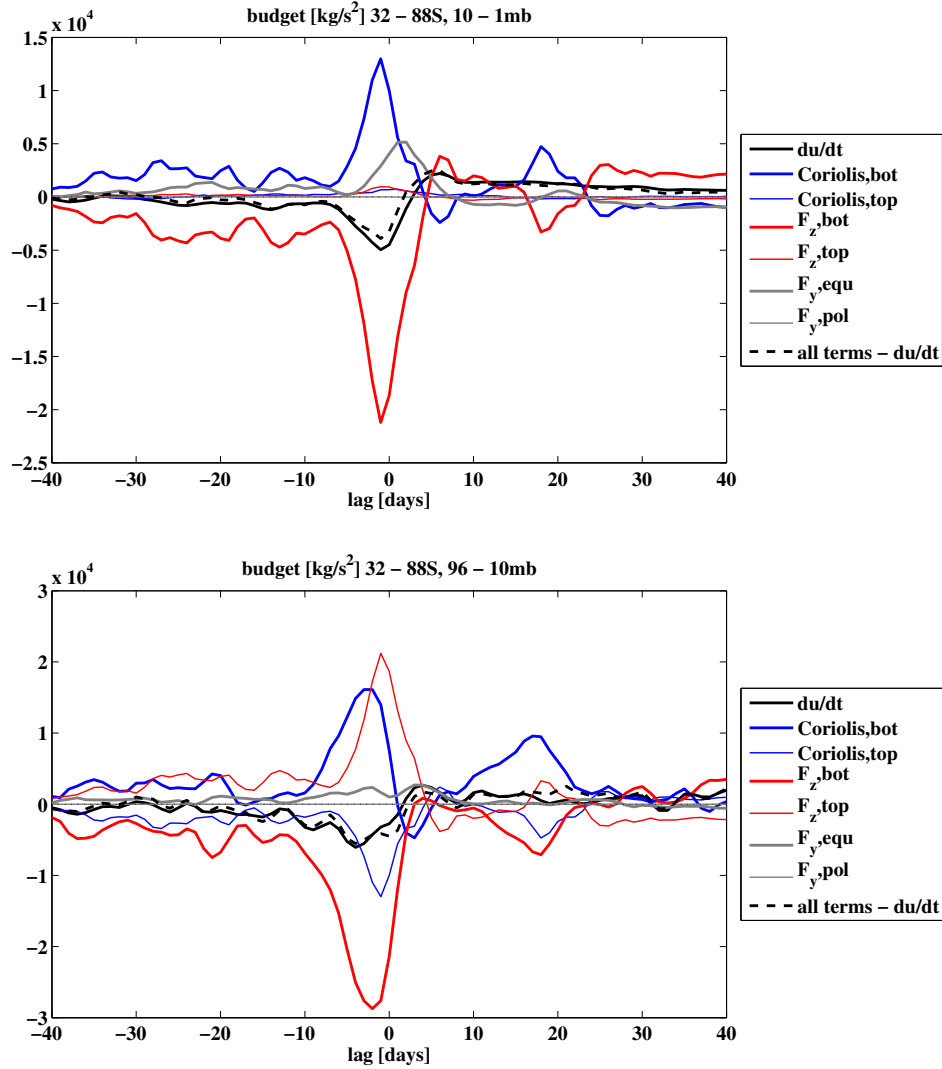 budget [kg/s²] 32 − 88S, 10 − 1mb
x 10⁴
1.5
1
0.5
0
−0.5
−1
−1.5
−2
−2.5
−40 −30 −20 −10 0 10 20 30 40
lag [days]
du/dt
Coriolis,bot
Coriolis,top
F_z,bot
F_z,top
F_y,equ
F_y,pol
all terms − du/dt
budget [kg/s²] 32 − 88S, 96 − 10mb
x 10⁴
3
2
1
0
−1
−2
−3
−40 −30 −20 −10 0 10 20 30 40
lag [days]
du/dt
Coriolis,bot
Coriolis,top
F_z,bot
F_z,top
F_y,equ
F_y,pol
all terms − du/dt